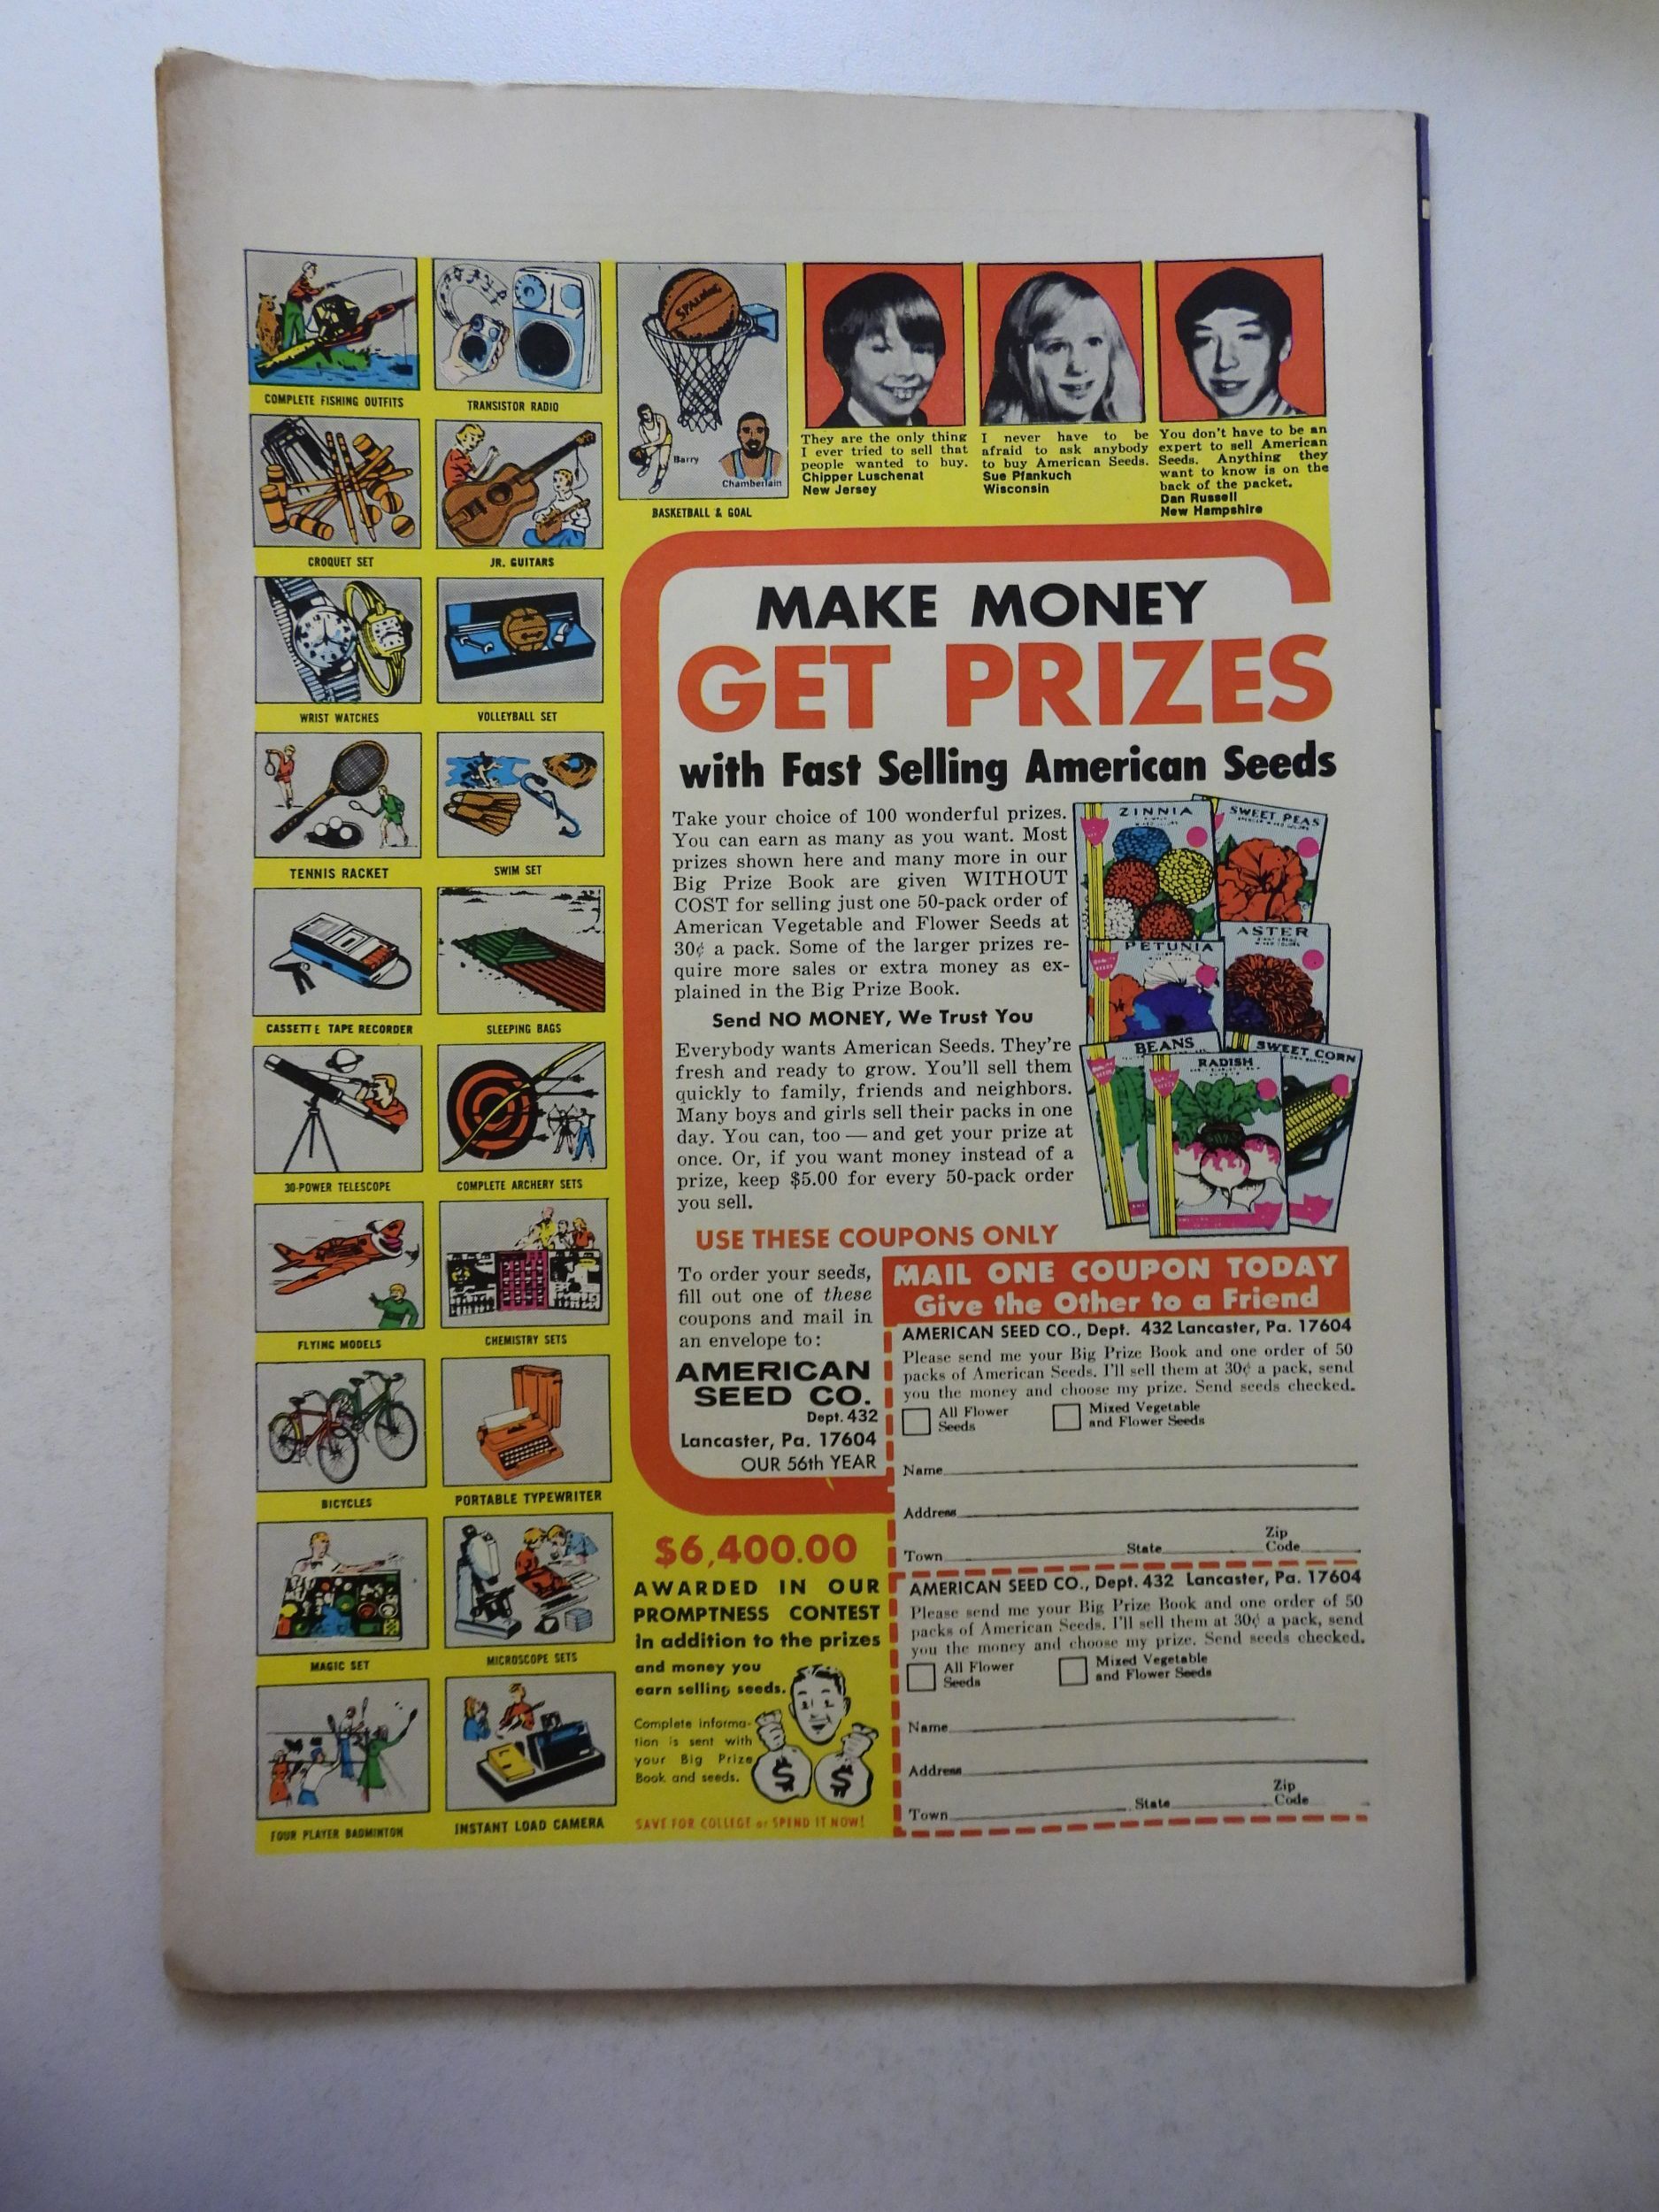 COMPLETE FISHING OUTFITS
TRANSISTOR RADIO
SPALDING
Barry
Chamberlain
BASKETBALL & GOAL
They are the only thing
I ever tried to sell that
people wanted to buy.
Chipper Luschenat
New Jersey
I never have to be
afraid to ask anybody
to buy American Seeds.
Sue Pfankuch
Wisconsin
You don't have to be an
expert to sell American
Seeds. Anything they
want to know is on the
back of the packet.
Dan Russell
New Hampshire
CROQUET SET
JR. GUITARS
WRIST WATCHES
VOLLEYBALL SET
TENNIS RACKET
SWIM SET
CASSETTE TAPE RECORDER
SLEEPING BAGS
30-POWER TELESCOPE
COMPLETE ARCHERY SETS
FLYING MODELS
CHEMISTRY SETS
BICYCLES
PORTABLE TYPEWRITER
MAGIC SET
MICROSCOPE SETS
FOUR PLAYER BADMINTON
INSTANT LOAD CAMERA
MAKE MONEY
GET PRIZES
with Fast Selling American Seeds
Take your choice of 100 wonderful prizes.
You can earn as many as you want. Most
prizes shown here and many more in our
Big Prize Book are given WITHOUT
COST for selling just one 50-pack order of
American Vegetable and Flower Seeds at
30¢ a pack. Some of the larger prizes re-
quire more sales or extra money as ex-
plained in the Big Prize Book.
Send NO MONEY, We Trust You
Everybody wants American Seeds. They're
fresh and ready to grow. You'll sell them
quickly to family, friends and neighbors.
Many boys and girls sell their packs in one
day. You can, too — and get your prize at
once. Or, if you want money instead of a
prize, keep $5.00 for every 50-pack order
you sell.
ZINNIA
SWEET PEAS
PETUNIA
ASTER
BEANS
RADISH
SWEET CORN
USE THESE COUPONS ONLY
To order your seeds,
fill out one of these
coupons and mail in
an envelope to:
AMERICAN
SEED CO.
Dept. 432
Lancaster, Pa. 17604
OUR 56th YEAR
$6,400.00
AWARDED IN OUR
PROMPTNESS CONTEST
in addition to the prizes
and money you
earn selling seeds.
Complete informa-
tion is sent with
your Big Prize
Book and seeds.
$ $
SAVE FOR COLLEGE or SPEND IT NOW!
MAIL ONE COUPON TODAY
Give the Other to a Friend
AMERICAN SEED CO., Dept. 432 Lancaster, Pa. 17604
Please send me your Big Prize Book and one order of 50
packs of American Seeds. I'll sell them at 30¢ a pack, send
you the money and choose my prize. Send seeds checked.
All Flower
Seeds
Mixed Vegetable
and Flower Seeds
Name
Address
Town State Zip Code
AMERICAN SEED CO., Dept. 432 Lancaster, Pa. 17604
Please send me your Big Prize Book and one order of 50
packs of American Seeds. I'll sell them at 30¢ a pack, send
you the money and choose my prize. Send seeds checked.
All Flower
Seeds
Mixed Vegetable
and Flower Seeds
Name
Address
Town State Zip Code